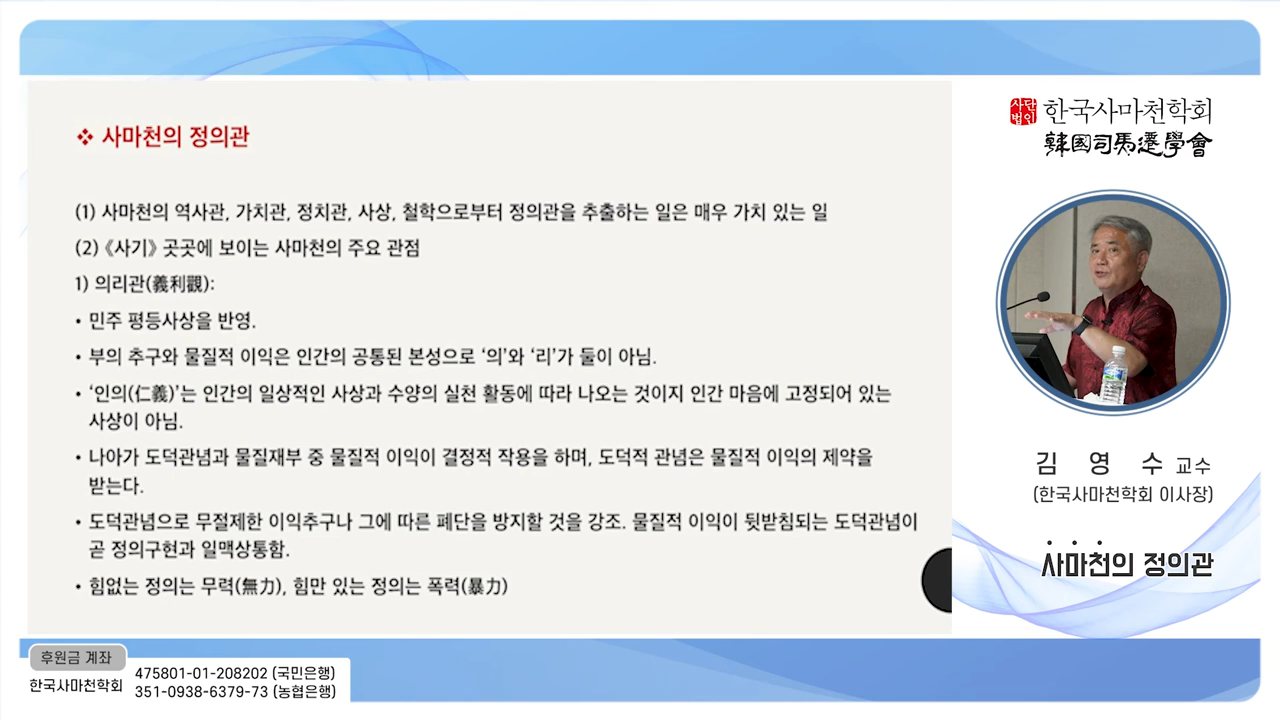 ❖ 사마천의 정의관
(1) 사마천의 역사관, 가치관, 정치관, 사상, 철학으로부터 정의관을 추출하는 일은 매우 가치 있는 일
(2) 《사기》 곳곳에 보이는 사마천의 주요 관점
1) 의리관(義利觀):
• 민주 평등사상을 반영.
• 부의 추구와 물질적 이익은 인간의 공통된 본성으로 ‘의’와 ‘리’가 둘이 아님.
• ‘인의(仁義)’는 인간의 일상적인 사상과 수양의 실천 활동에 따라 나오는 것이지 인간 마음에 고정되어 있는
사상이 아님.
• 나아가 도덕관념과 물질재부 중 물질적 이익이 결정적 작용을 하며, 도덕적 관념은 물질적 이익의 제약을
받는다.
• 도덕관념으로 무절제한 이익추구나 그에 따른 폐단을 방지할 것을 강조. 물질적 이익이 뒷받침되는 도덕관념이
곧 정의구현과 일맥상통함.
• 힘없는 정의는 무력(無力), 힘만 있는 정의는 폭력(暴力)
사단법인 한국사마천학회
韓國司馬遷學會
김 영 수 교수
(한국사마천학회 이사장)
사마천의 정의관
후원금 계좌
한국사마천학회
475801-01-208202 (국민은행)
351-0938-6379-73 (농협은행)